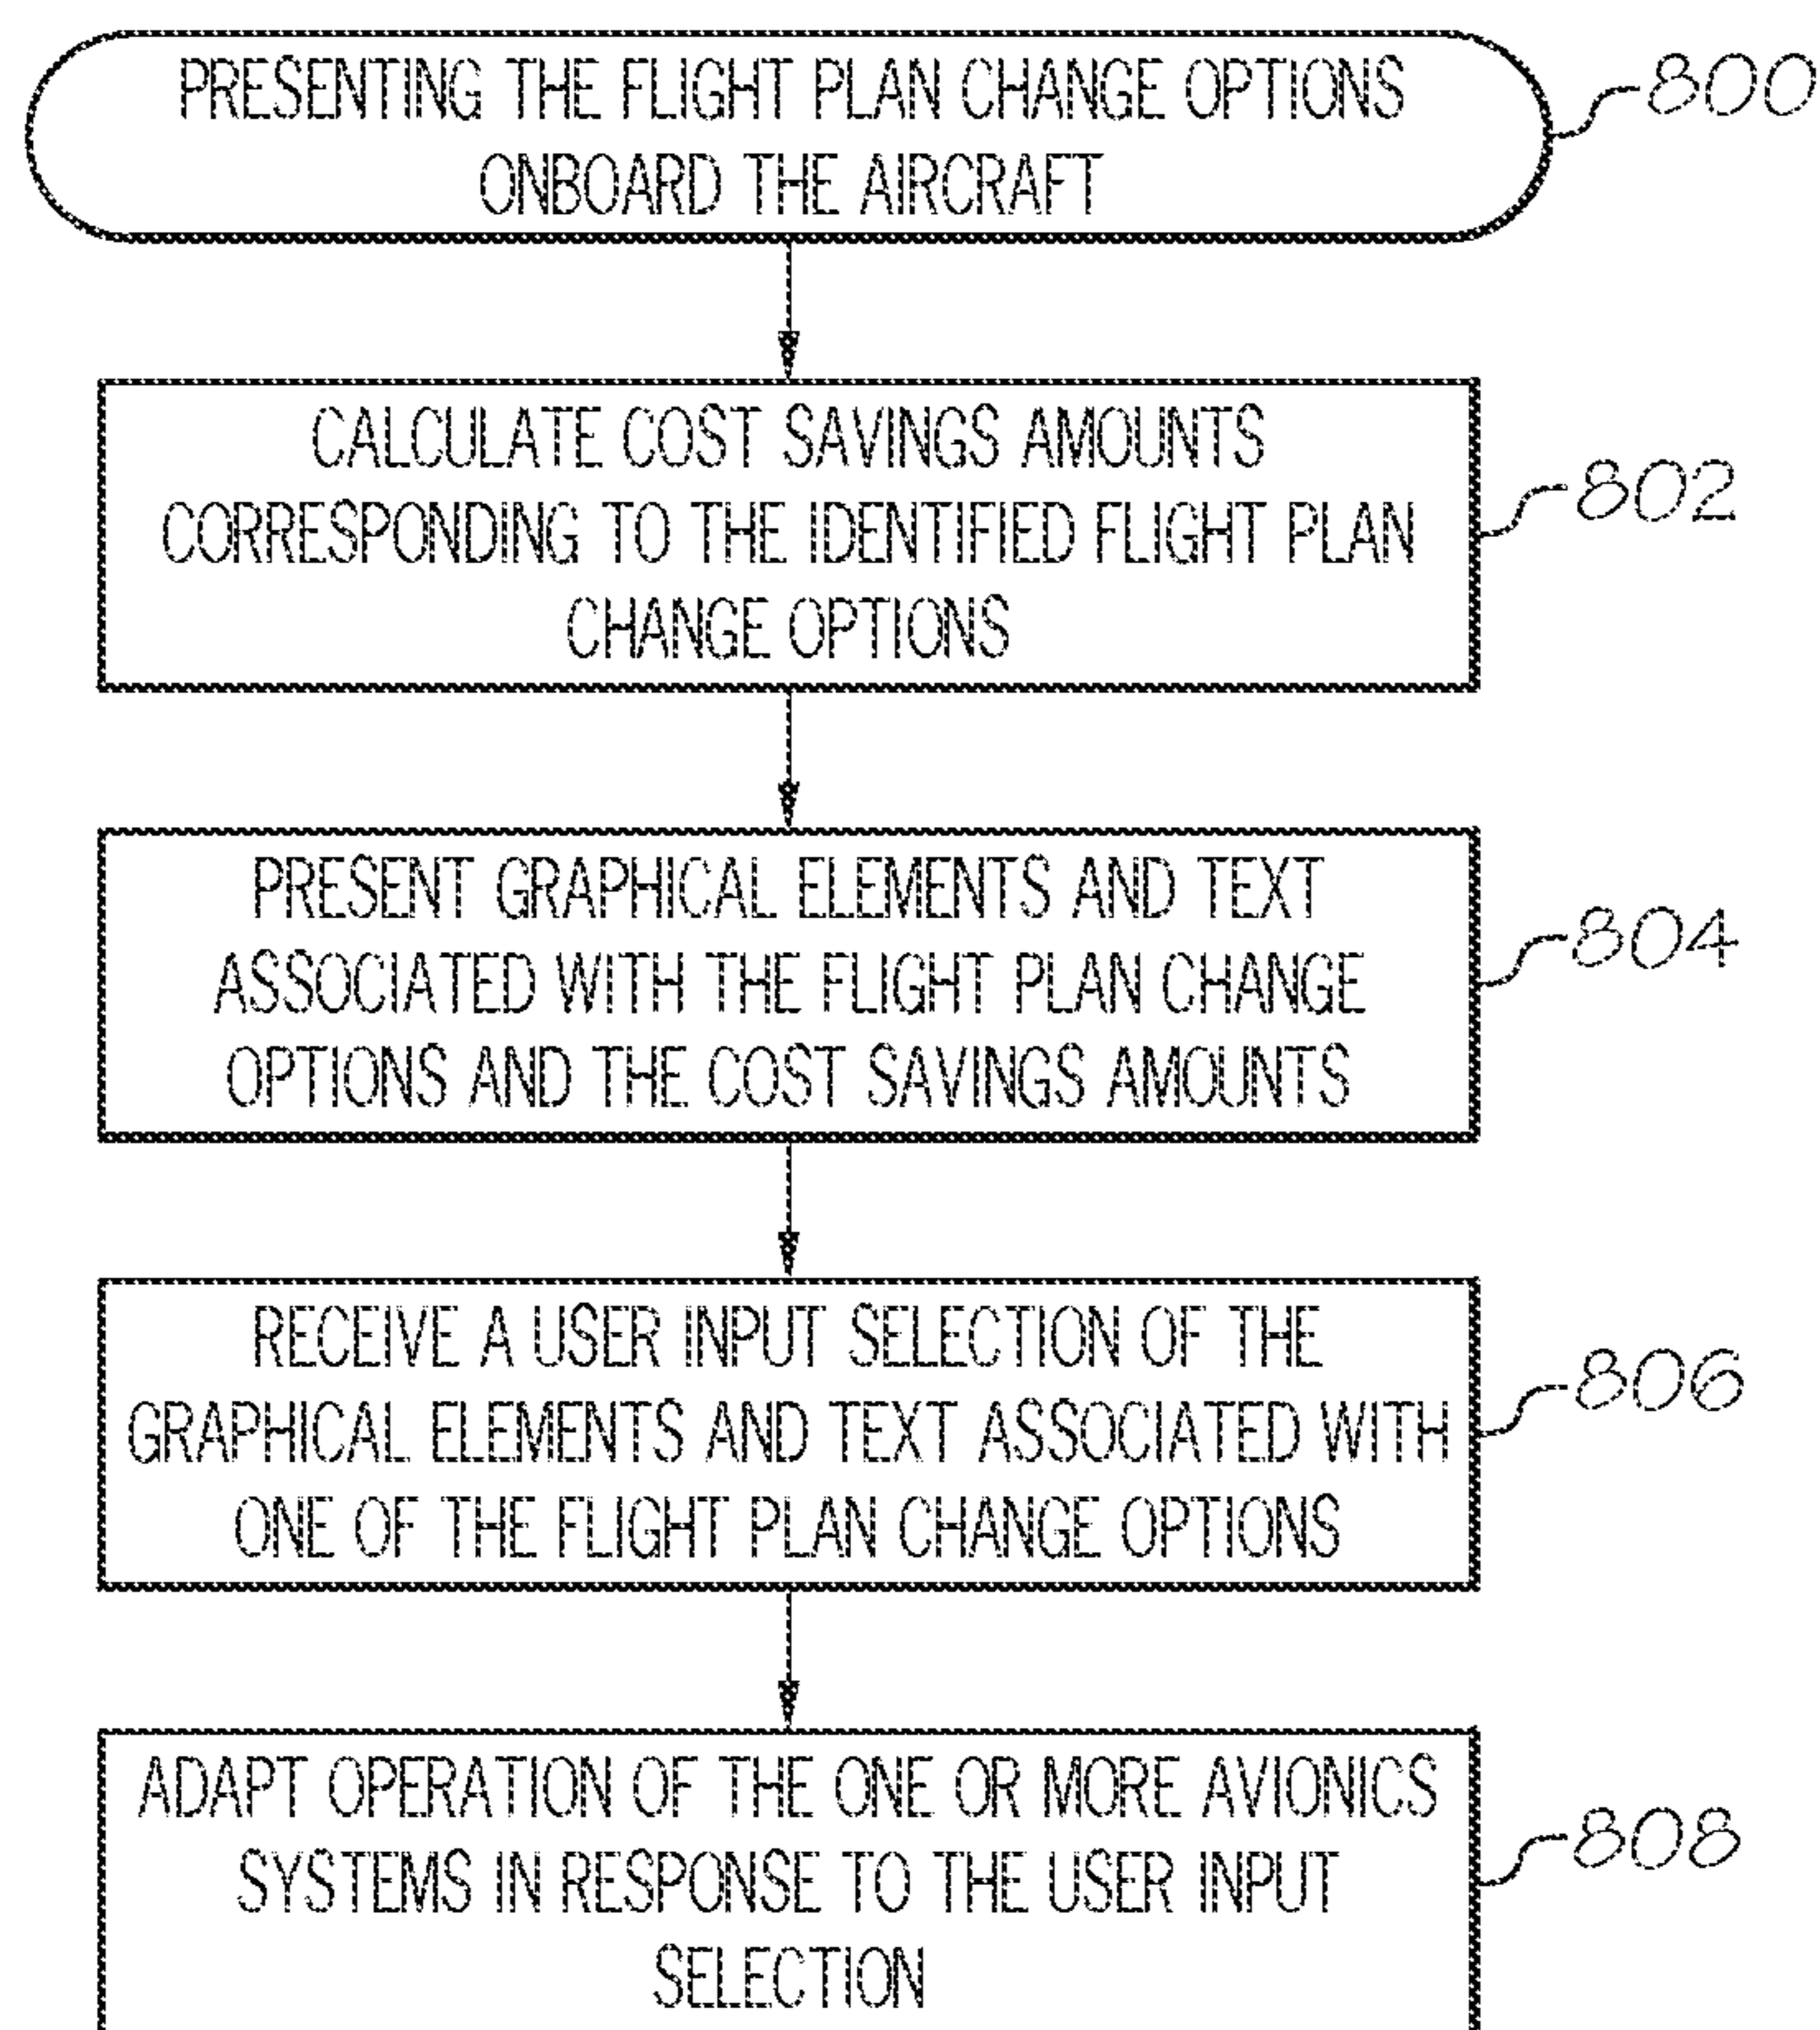 PRESENTING THE FLIGHT PLAN CHANGE OPTIONS
ONBOARD THE AIRCRAFT
800
CALCULATE COST SAVINGS AMOUNTS
CORRESPONDING TO THE IDENTIFIED FLIGHT PLAN
CHANGE OPTIONS
802
PRESENT GRAPHICAL ELEMENTS AND TEXT
ASSOCIATED WITH THE FLIGHT PLAN CHANGE
OPTIONS AND THE COST SAVINGS AMOUNTS
804
RECEIVE A USER INPUT SELECTION OF THE
GRAPHICAL ELEMENTS AND TEXT ASSOCIATED WITH
ONE OF THE FLIGHT PLAN CHANGE OPTIONS
806
ADAPT OPERATION OF THE ONE OR MORE AVIONICS
SYSTEMS IN RESPONSE TO THE USER INPUT
SELECTION
808